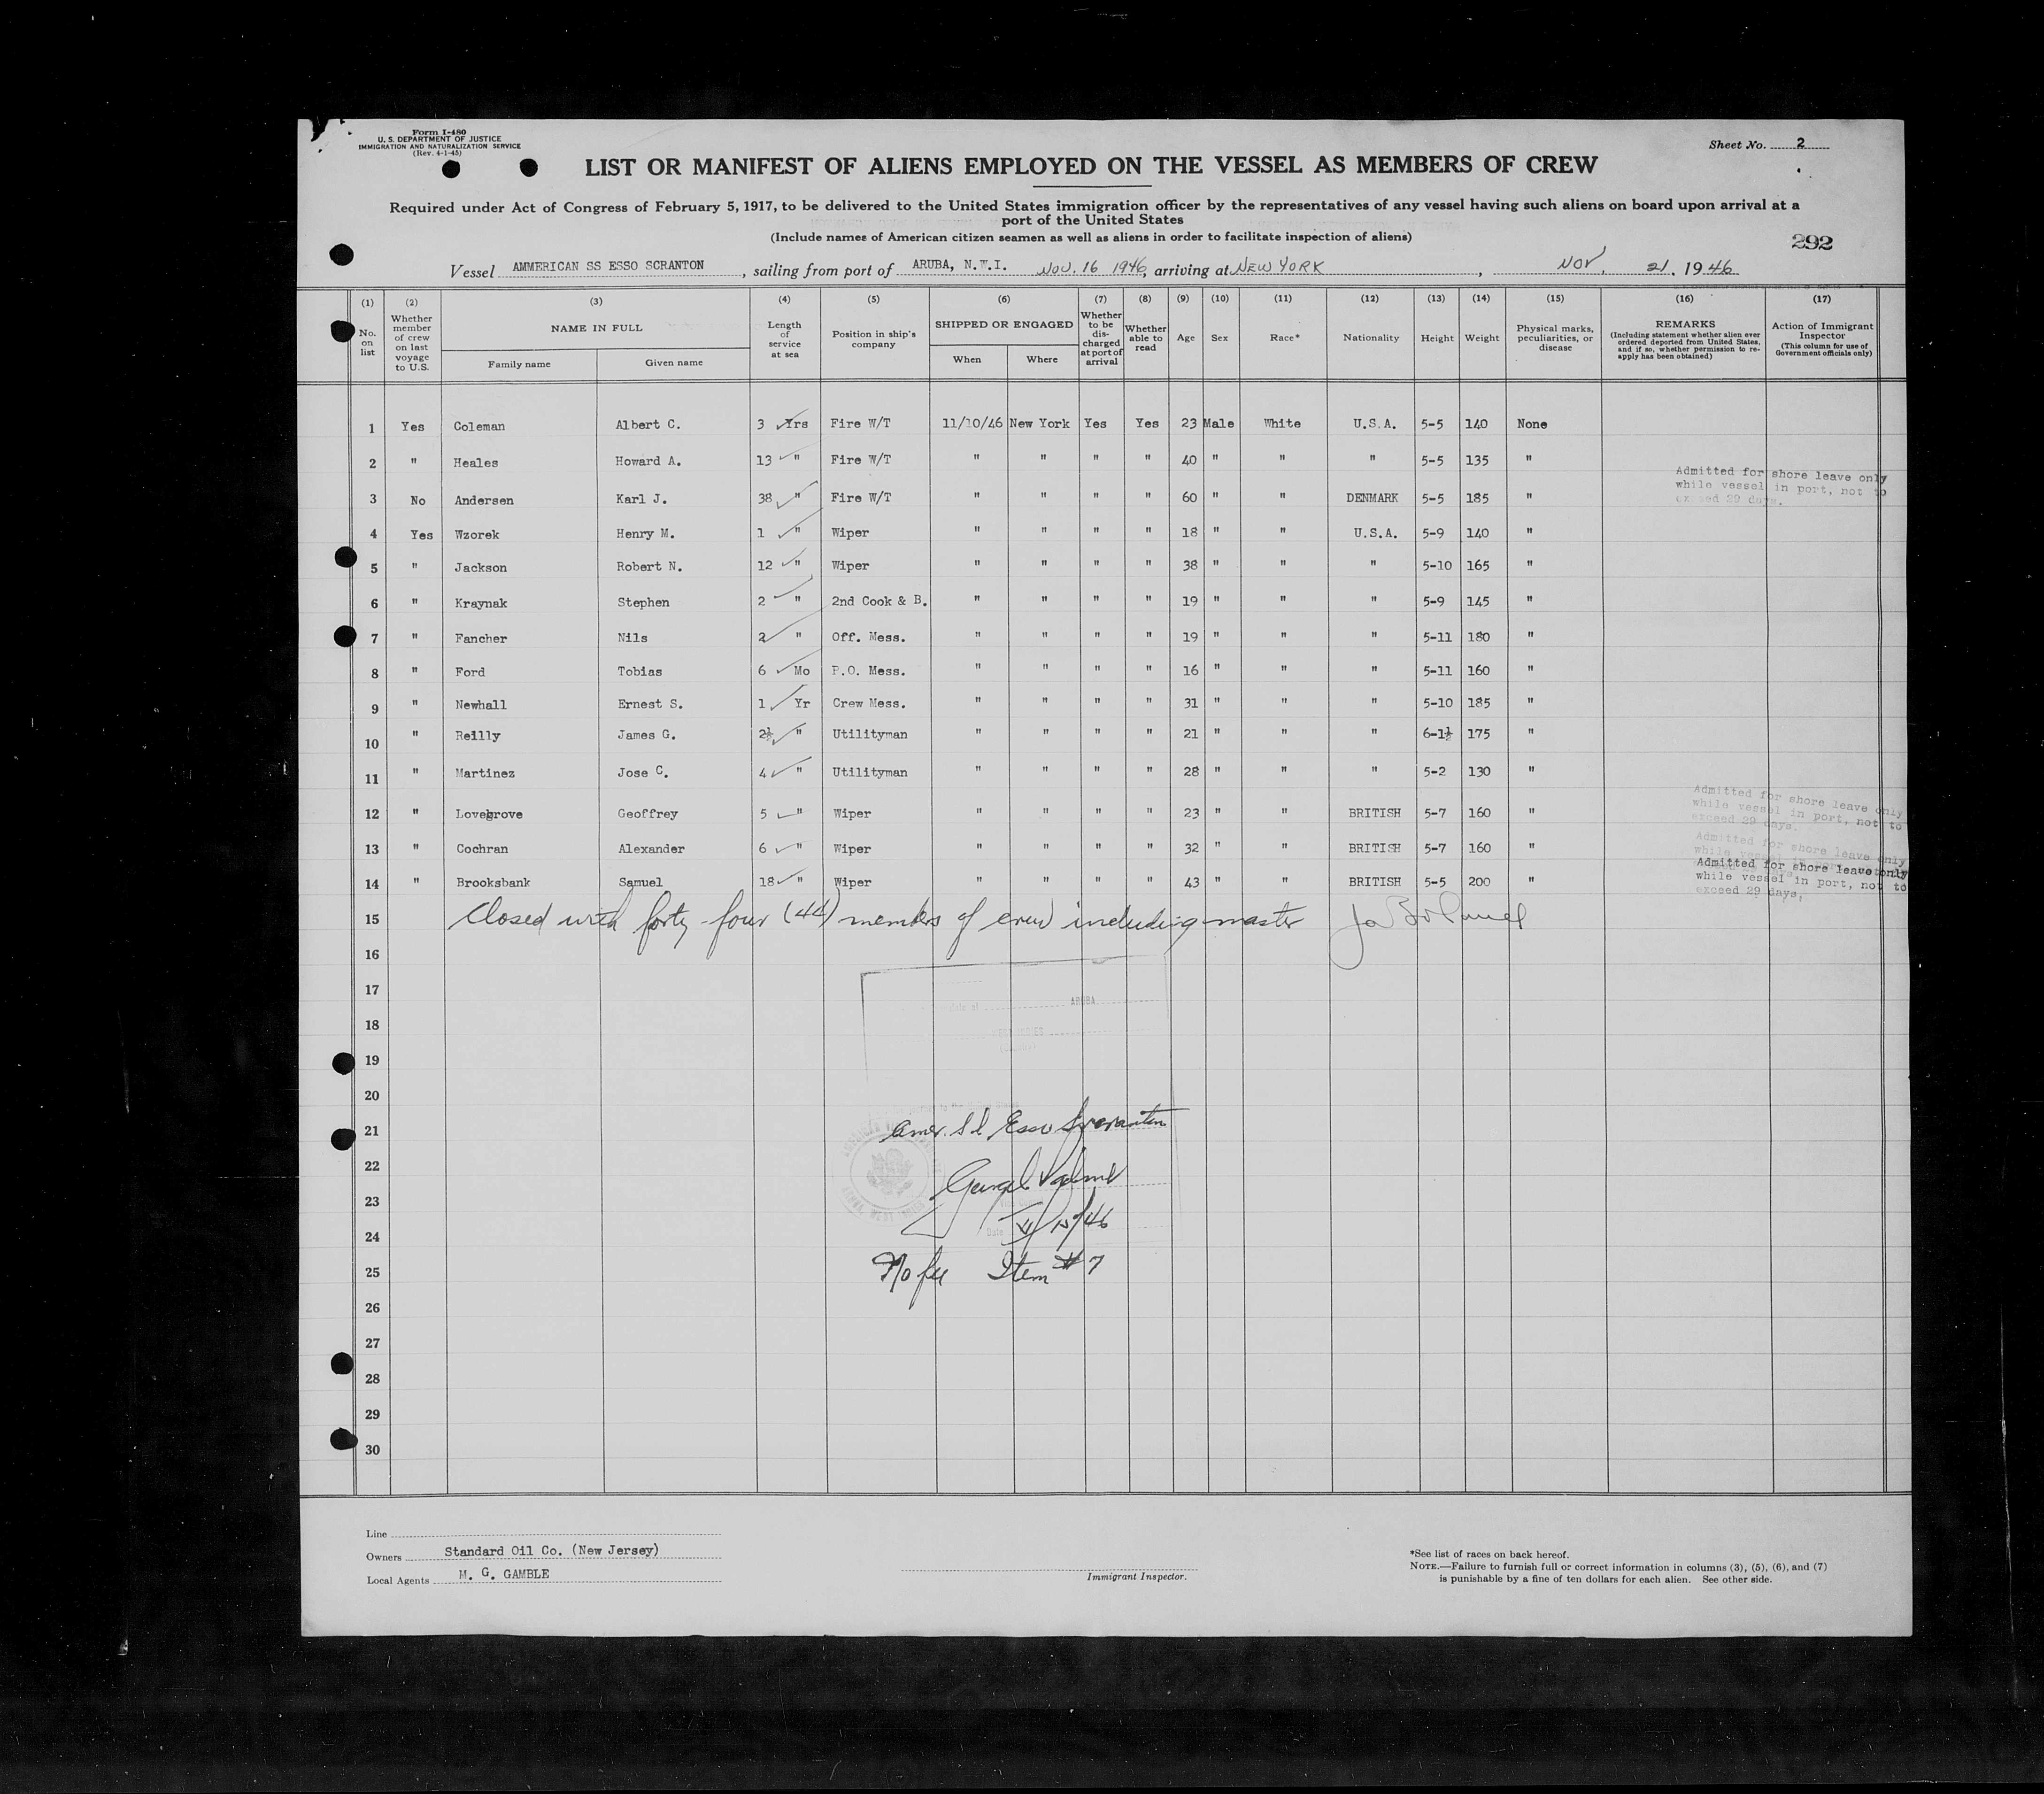 Form I-480
U. S. DEPARTMENT OF JUSTICE
IMMIGRATION AND NATURALIZATION SERVICE
(Rev. 4-1-45)
Sheet No. 2
LIST OR MANIFEST OF ALIENS EMPLOYED ON THE VESSEL AS MEMBERS OF CREW
Required under Act of Congress of February 5, 1917, to be delivered to the United States immigration officer by the representatives of any vessel having such aliens on board upon arrival at a
port of the United States
(Include names of American citizen seamen as well as aliens in order to facilitate inspection of aliens)
292
Vessel AMMERICAN SS ESSO SCRANTON, sailing from port of ARUBA, N.W.I. NOV. 16 1946, arriving at NEW YORK, NOV. 21, 1946
(1) (2) (3) (4) (5) (6) (7) (8) (9) (10) (11) (12) (13) (14) (15) (16) (17)
No. on list
Whether member of crew on last voyage to U.S.
NAME IN FULL
Family name
Given name
Length of service at sea
Position in ship's company
SHIPPED OR ENGAGED
When
Where
Whether to be discharged at port of arrival
Whether able to read
Age
Sex
Race*
Nationality
Height
Weight
Physical marks, peculiarities, or disease
REMARKS
(Including statement whether alien ever ordered deported from United States, and if so, whether permission to reapply has been obtained)
Action of Immigrant Inspector
(This column for use of Government officials only)
1 Yes Coleman Albert C. 3 Yrs Fire W/T 11/10/46 New York Yes Yes 23 Male White U.S.A. 5-5 140 None
2 " Heales Howard A. 13 " Fire W/T " " " " 40 " " " 5-5 135 "
3 No Andersen Karl J. 38 " Fire W/T " " " " 60 " " DENMARK 5-5 185 " Admitted for shore leave only while vessel in port, not to exceed 29 days.
4 Yes Wzorek Henry M. 1 " Wiper " " " " 18 " " U.S.A. 5-9 140 "
5 " Jackson Robert N. 12 " Wiper " " " " 38 " " " 5-10 165 "
6 " Kraynak Stephen 2 " 2nd Cook & B. " " " " 19 " " " 5-9 145 "
7 " Fancher Nils 2 " Off. Mess. " " " " 19 " " " 5-11 180 "
8 " Ford Tobias 6 Mo P.O. Mess. " " " " 16 " " " 5-11 160 "
9 " Newhall Ernest S. 1 Yr Crew Mess. " " " " 31 " " " 5-10 185 "
10 " Reilly James G. 2½ " Utilityman " " " " 21 " " " 6-1½ 175 "
11 " Martinez Jose C. 4 " Utilityman " " " " 28 " " " 5-2 130 "
12 " Lovegrove Geoffrey 5 " Wiper " " " " 23 " " BRITISH 5-7 160 " Admitted for shore leave only while vessel in port, not to exceed 29 days.
13 " Cochran Alexander 6 " Wiper " " " " 32 " " BRITISH 5-7 160 " Admitted for shore leave only
14 " Brooksbank Samuel 18 " Wiper " " " " 43 " " BRITISH 5-5 200 " Admitted for shore leave only while vessel in port, not to exceed 29 days,
15 Closed with forty four (44) members of crew including master
16
17 ARUBA
18
19
20
21 Amer. SS Esso Scranton
22
23
24 Date
25 No fee Item #7
26
27
28
29
30
Line
Owners Standard Oil Co. (New Jersey)
Local Agents M. G. GAMBLE
Immigrant Inspector.
*See list of races on back hereof.
NOTE.—Failure to furnish full or correct information in columns (3), (5), (6), and (7)
is punishable by a fine of ten dollars for each alien. See other side.